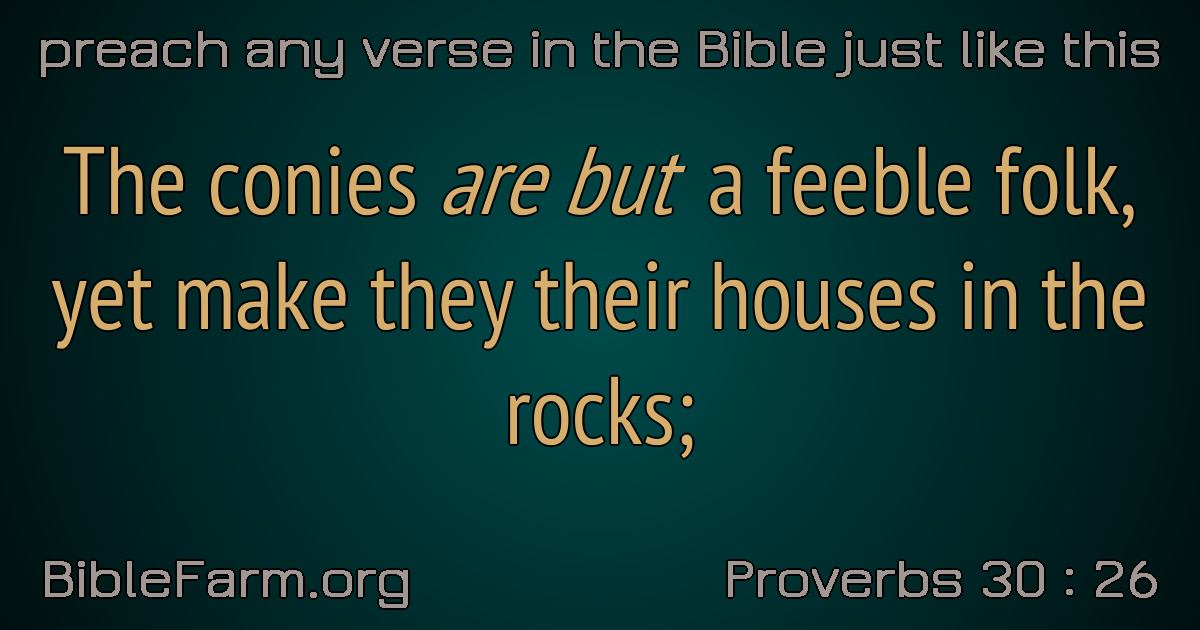 preach any verse in the Bible just like this
The conies are but a feeble folk,
yet make they their houses in the
rocks;
BibleFarm.org
Proverbs 30 : 26